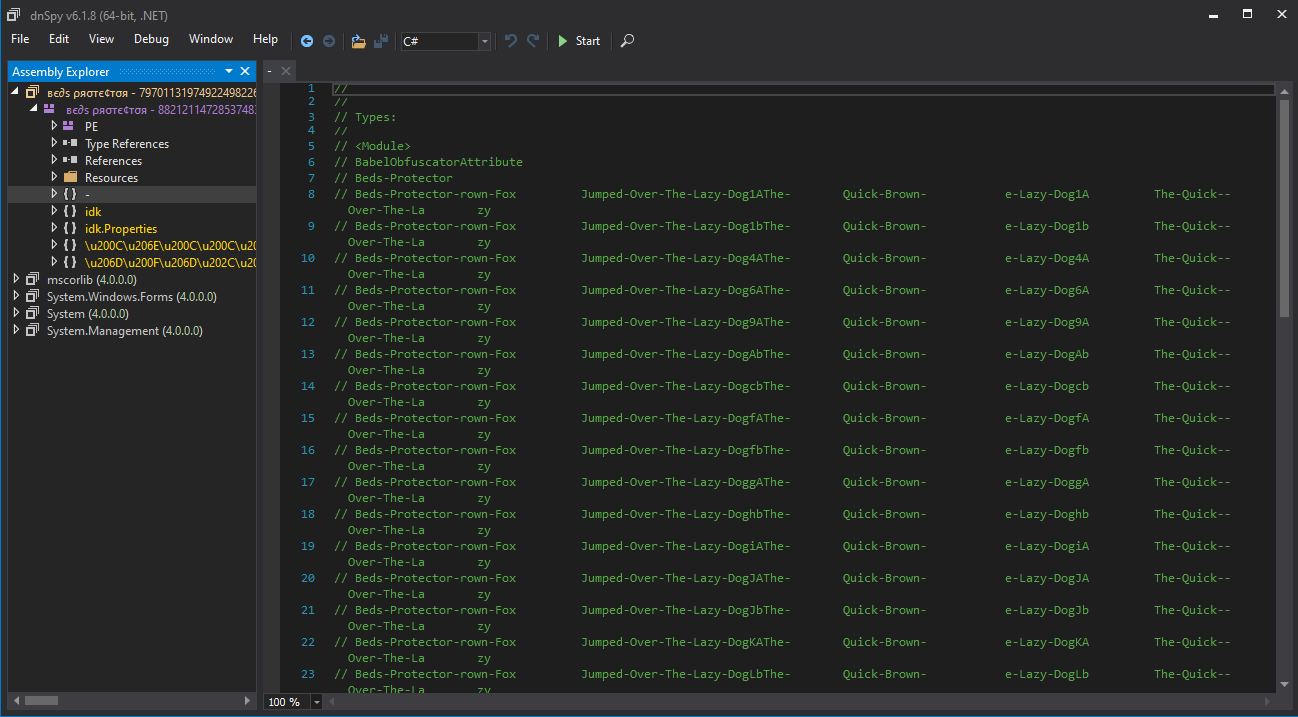 dnSpy v6.1.8 (64-bit, .NET)
File Edit View Debug Window Help C# Start
Assembly Explorer
-
вє∂ѕ ρяσтє¢тσя - 7970113197492249822б
вє∂ѕ ρяσтє¢тσя - 88212114728537483
PE
Type References
References
Resources
-
idk
idk.Properties
\u200C\u206E\u200C\u200C\u20
\u206D\u200F\u206D\u202C\u20
mscorlib (4.0.0.0)
System.Windows.Forms (4.0.0.0)
System (4.0.0.0)
System.Management (4.0.0.0)
1 //
2 //
3 // Types:
4 //
5 // <Module>
6 // BabelObfuscatorAttribute
7 // Beds-Protector
8 // Beds-Protector-rown-Fox Jumped-Over-The-Lazy-Dog1AThe- Quick-Brown- e-Lazy-Dog1A The-Quick--
Over-The-La zy
9 // Beds-Protector-rown-Fox Jumped-Over-The-Lazy-Dog1bThe- Quick-Brown- e-Lazy-Dog1b The-Quick--
Over-The-La zy
10 // Beds-Protector-rown-Fox Jumped-Over-The-Lazy-Dog4AThe- Quick-Brown- e-Lazy-Dog4A The-Quick--
Over-The-La zy
11 // Beds-Protector-rown-Fox Jumped-Over-The-Lazy-Dog6AThe- Quick-Brown- e-Lazy-Dog6A The-Quick--
Over-The-La zy
12 // Beds-Protector-rown-Fox Jumped-Over-The-Lazy-Dog9AThe- Quick-Brown- e-Lazy-Dog9A The-Quick--
Over-The-La zy
13 // Beds-Protector-rown-Fox Jumped-Over-The-Lazy-DogAbThe- Quick-Brown- e-Lazy-DogAb The-Quick--
Over-The-La zy
14 // Beds-Protector-rown-Fox Jumped-Over-The-Lazy-DogcbThe- Quick-Brown- e-Lazy-Dogcb The-Quick--
Over-The-La zy
15 // Beds-Protector-rown-Fox Jumped-Over-The-Lazy-DogfAThe- Quick-Brown- e-Lazy-DogfA The-Quick--
Over-The-La zy
16 // Beds-Protector-rown-Fox Jumped-Over-The-Lazy-DogfbThe- Quick-Brown- e-Lazy-Dogfb The-Quick--
Over-The-La zy
17 // Beds-Protector-rown-Fox Jumped-Over-The-Lazy-DoggAThe- Quick-Brown- e-Lazy-DoggA The-Quick--
Over-The-La zy
18 // Beds-Protector-rown-Fox Jumped-Over-The-Lazy-DoghbThe- Quick-Brown- e-Lazy-Doghb The-Quick--
Over-The-La zy
19 // Beds-Protector-rown-Fox Jumped-Over-The-Lazy-DogiAThe- Quick-Brown- e-Lazy-DogiA The-Quick--
Over-The-La zy
20 // Beds-Protector-rown-Fox Jumped-Over-The-Lazy-DogJAThe- Quick-Brown- e-Lazy-DogJA The-Quick--
Over-The-La zy
21 // Beds-Protector-rown-Fox Jumped-Over-The-Lazy-DogJbThe- Quick-Brown- e-Lazy-DogJb The-Quick--
Over-The-La zy
22 // Beds-Protector-rown-Fox Jumped-Over-The-Lazy-DogKAThe- Quick-Brown- e-Lazy-DogKA The-Quick--
Over-The-La zy
23 // Beds-Protector-rown-Fox Jumped-Over-The-Lazy-DogLbThe- Quick-Brown- e-Lazy-DogLb The-Quick--
Over-The-La zy
100 %